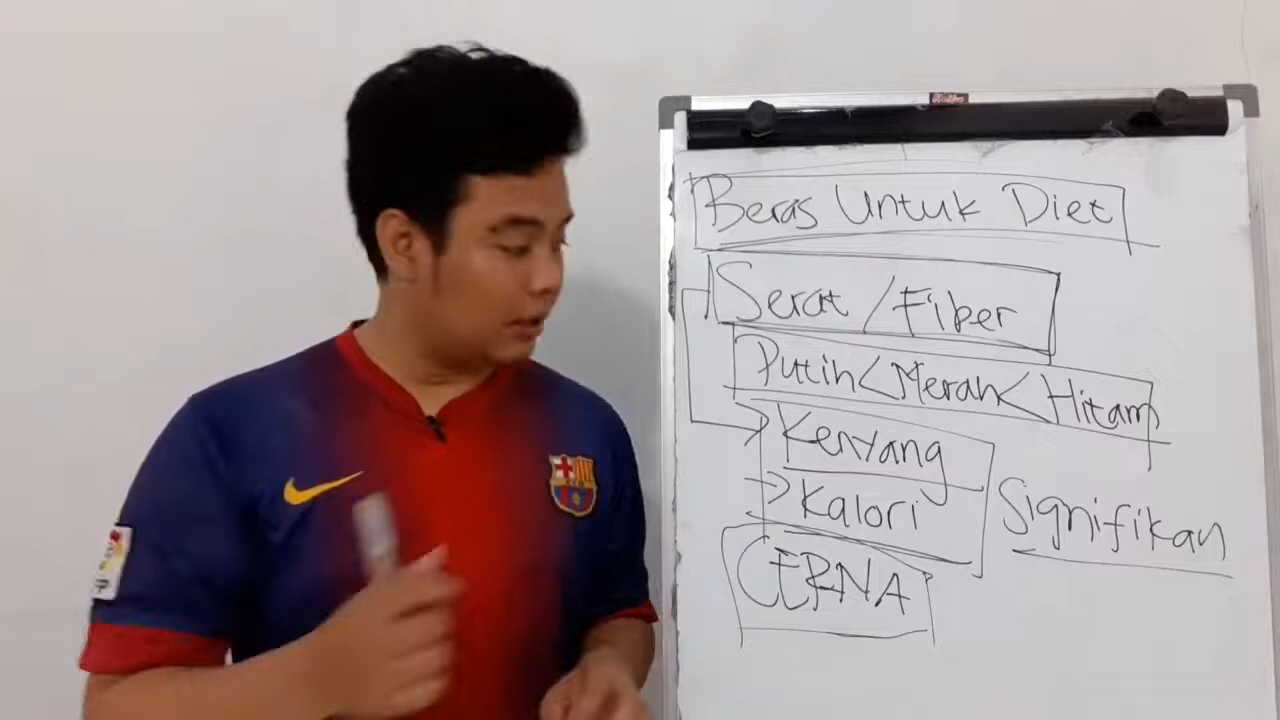 Beras Untuk Diet
Serat / Fiber
Putih < Merah < Hitam
Kenyang
Kalori
Signifikan
CERNA